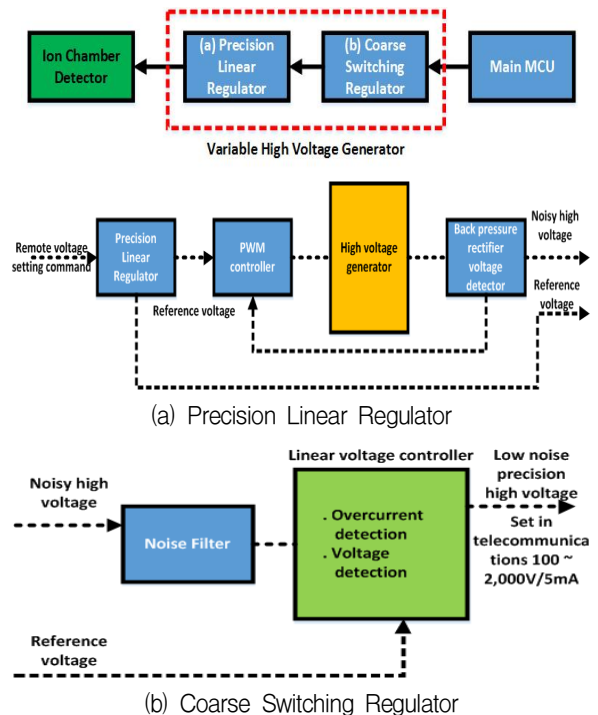 Ion Chamber
Detector
(a) Precision
Linear
Regulator
(b) Coarse
Switching
Regulator
Main MCU
Variable High Voltage Generator
Remote voltage
setting command
Precision
Linear
Regulator
Reference voltage
PWM
controller
High voltage
generator
Back pressure
rectifier
voltage
detector
Noisy high
voltage
Reference
voltage
(a) Precision Linear Regulator
Noisy high
voltage
Noise Filter
Linear voltage controller
. Overcurrent
detection
. Voltage
detection
Low noise
precision
high voltage
Set in
telecommunica
tions 100 ~
2,000V/5mA
Reference
voltage
(b) Coarse Switching Regulator